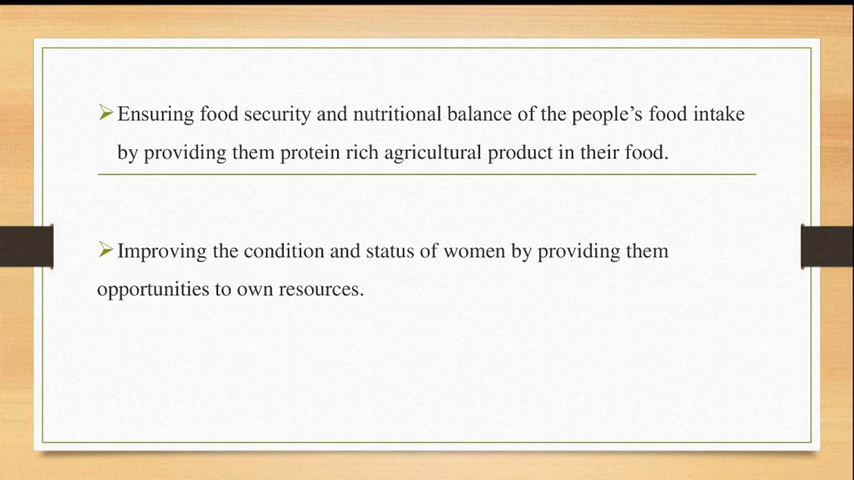 ➢Ensuring food security and nutritional balance of the people’s food intake
by providing them protein rich agricultural product in their food.
➢Improving the condition and status of women by providing them
opportunities to own resources.